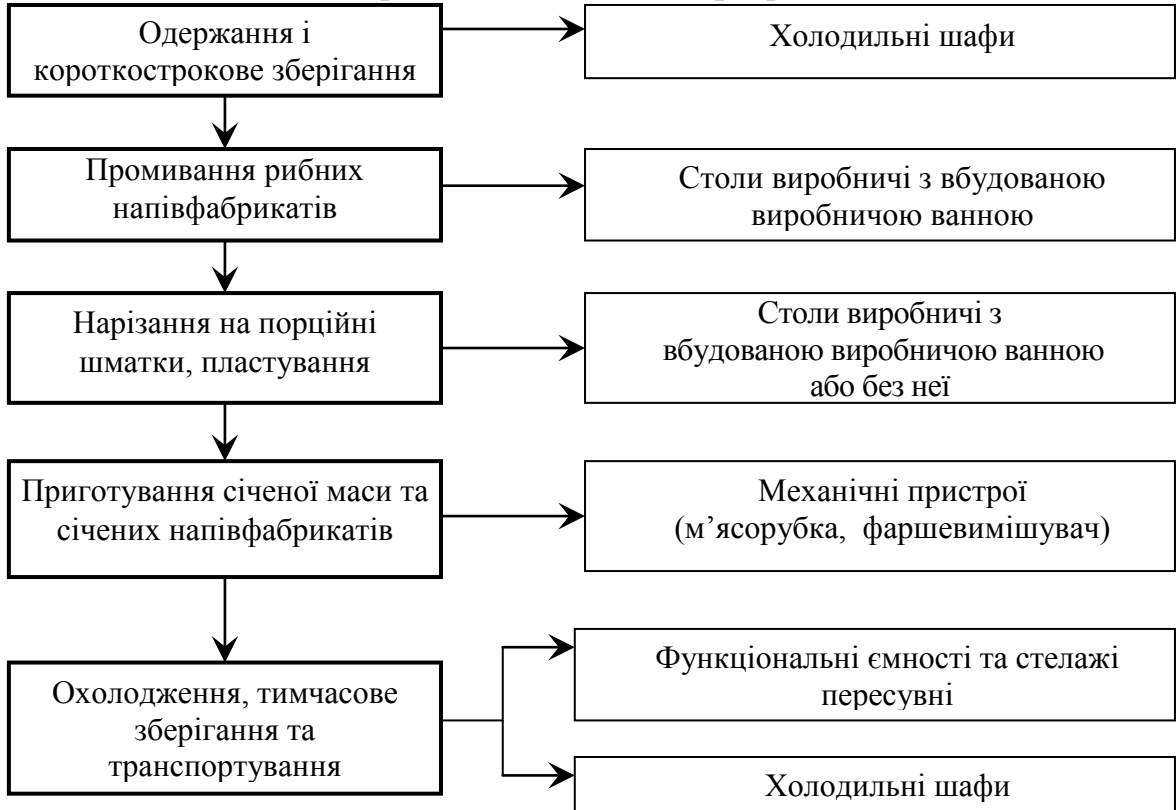 Одержання і
короткострокове зберігання
Холодильні шафи
Промивання рибних
напівфабрикатів
Столи виробничі з вбудованою
виробничою ванною
Нарізання на порційні
шматки, пластування
Столи виробничі з
вбудованою виробничою ванною
або без неї
Приготування січеної маси та
січених напівфабрикатів
Механічні пристрої
(м’ясорубка, фаршевимішувач)
Охолодження, тимчасове
зберігання та
транспортування
Функціональні ємності та стелажі
пересувні
Холодильні шафи